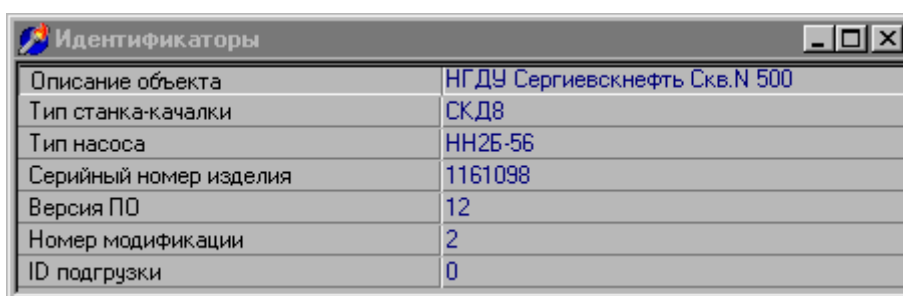 Идентификаторы
Описание объекта НГДУ Сергиевскнефть Скв.N 500
Тип станка-качалки СКД8
Тип насоса НН2Б-56
Серийный номер изделия 1161098
Версия ПО 12
Номер модификации 2
ID подгрузки 0